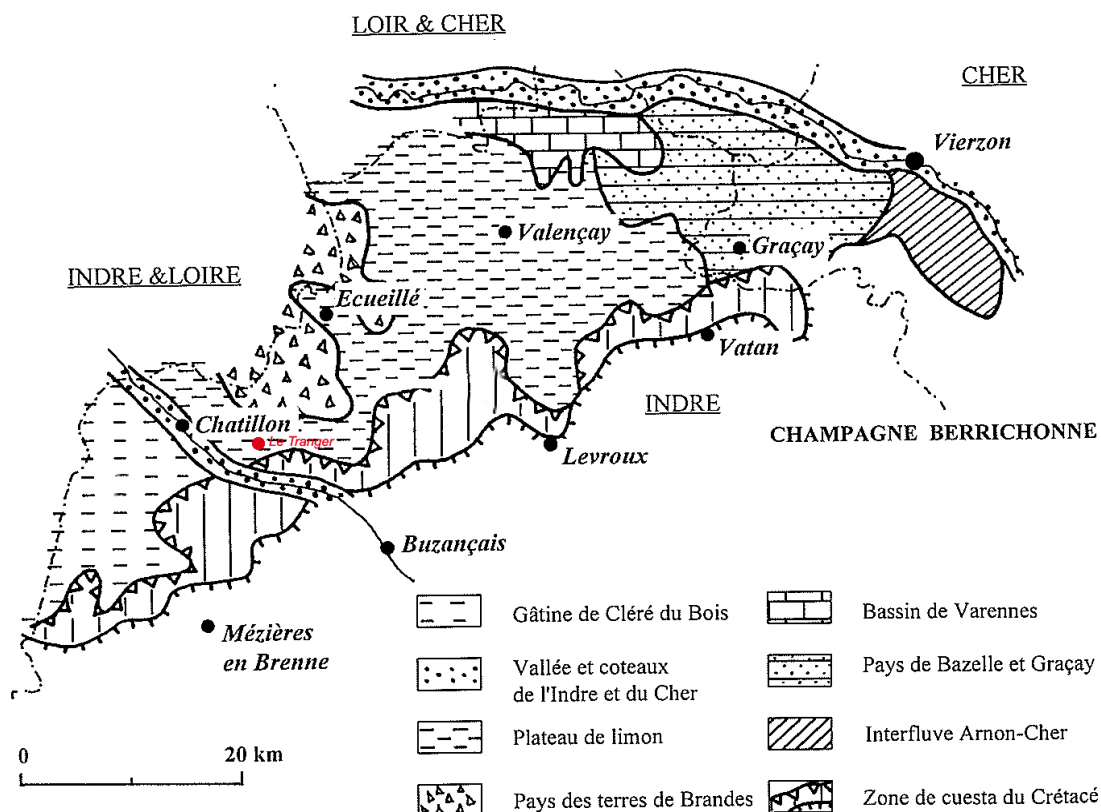 LOIR & CHER
CHER
Vierzon
Valençay
Graçay
INDRE &LOIRE
Ecueillé
Vatan
INDRE
Chatillon
Le Tranger
CHAMPAGNE BERRICHONNE
Levroux
Buzançais
Mézières
en Brenne
Gâtine de Cléré du Bois
Vallée et coteaux
de l'Indre et du Cher
Plateau de limon
Pays des terres de Brandes
Bassin de Varennes
Pays de Bazelle et Graçay
Interfluve Arnon-Cher
Zone de cuesta du Crétacé
0 20 km